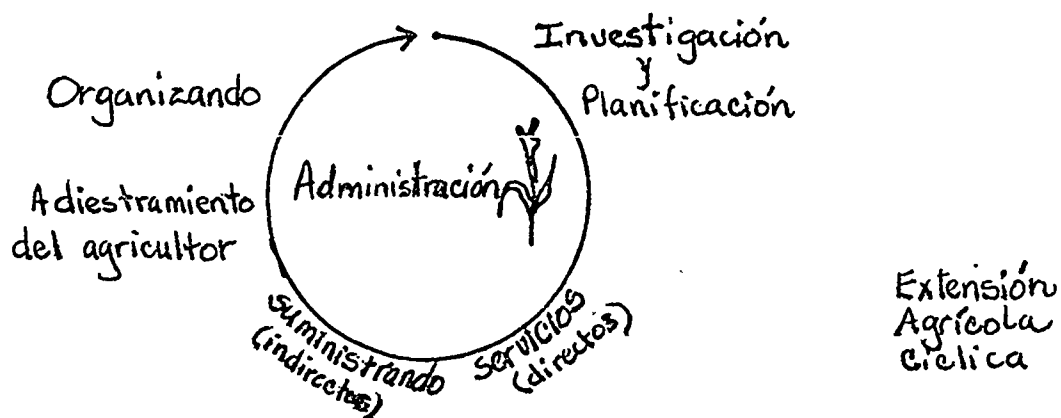 Investigación
y
Planificación
Organizando
Administración
Adiestramiento
del agricultor
suministrando
(indirectos)
servicios
(directos)
Extensión
Agrícola
cíclica